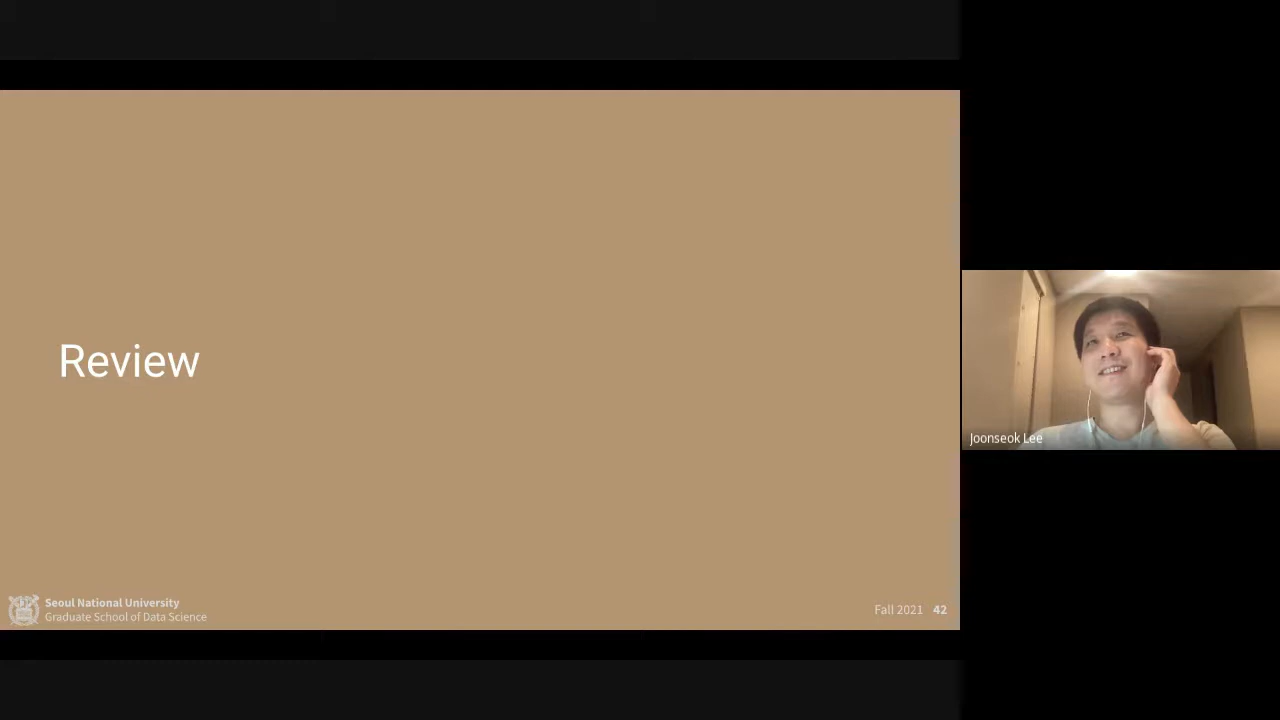 Review
Seoul National University
Graduate School of Data Science
Fall 2021 42
Joonseok Lee